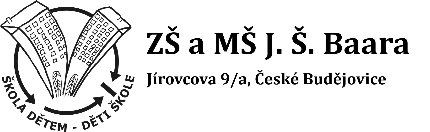 ZŠ a MŠ J. Š. Baara
Jírovcova 9/a, České Budějovice
ŠKOLA DĚTEM - DĚTI ŠKOLE